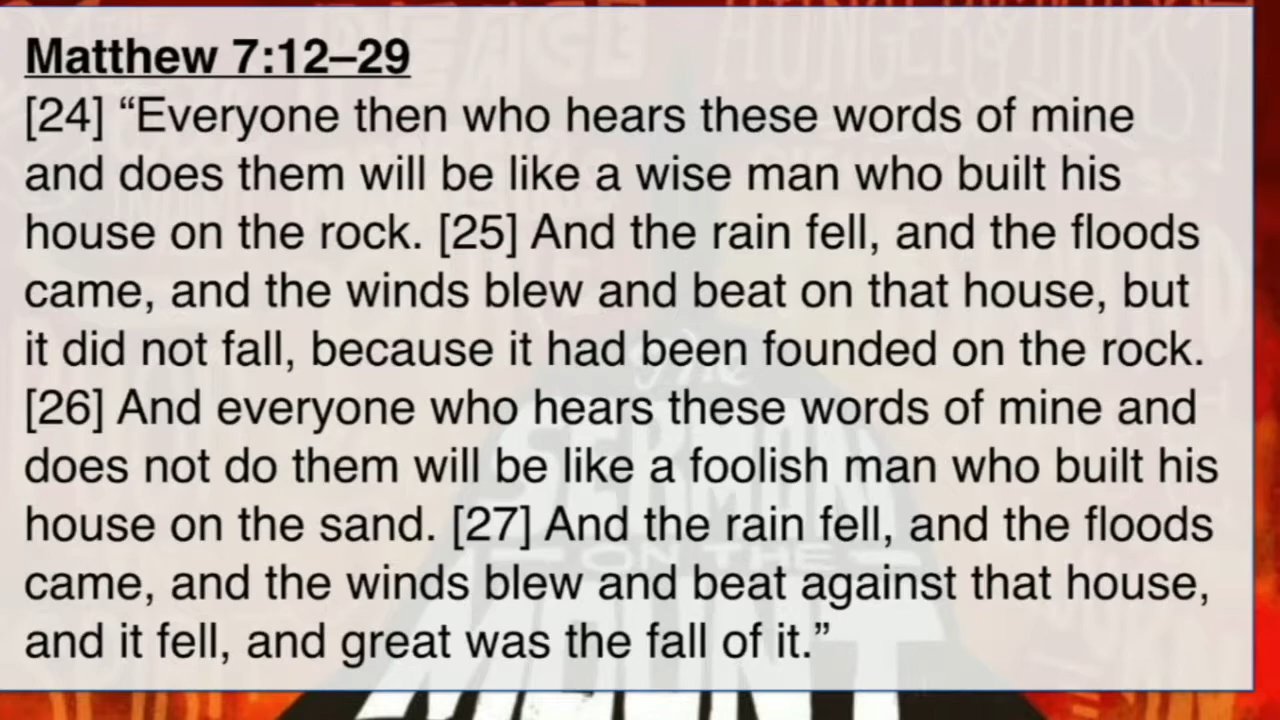 Matthew 7:12–29
[24] “Everyone then who hears these words of mine
and does them will be like a wise man who built his
house on the rock. [25] And the rain fell, and the floods
came, and the winds blew and beat on that house, but
it did not fall, because it had been founded on the rock.
[26] And everyone who hears these words of mine and
does not do them will be like a foolish man who built his
house on the sand. [27] And the rain fell, and the floods
came, and the winds blew and beat against that house,
and it fell, and great was the fall of it.”
The
SERMON
ON THE
MOUNT